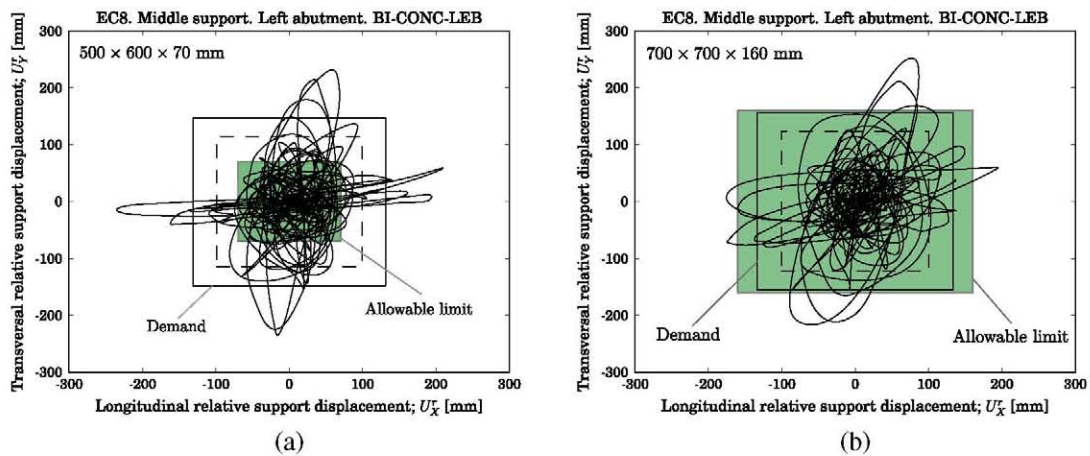 EC8. Middle support. Left abutment. BI-CONC-LEB
500 × 600 × 70 mm
300
200
100
0
-100
-200
-300
Transversal relative support displacement; U_Y^r [mm]
Demand
Allowable limit
-300 -200 -100 0 100 200 300
Longitudinal relative support displacement; U_X^r [mm]
(a)
EC8. Middle support. Left abutment. BI-CONC-LEB
700 × 700 × 160 mm
300
200
100
0
-100
-200
-300
Transversal relative support displacement; U_Y^r [mm]
Demand
Allowable limit
-300 -200 -100 0 100 200 300
Longitudinal relative support displacement; U_X^r [mm]
(b)